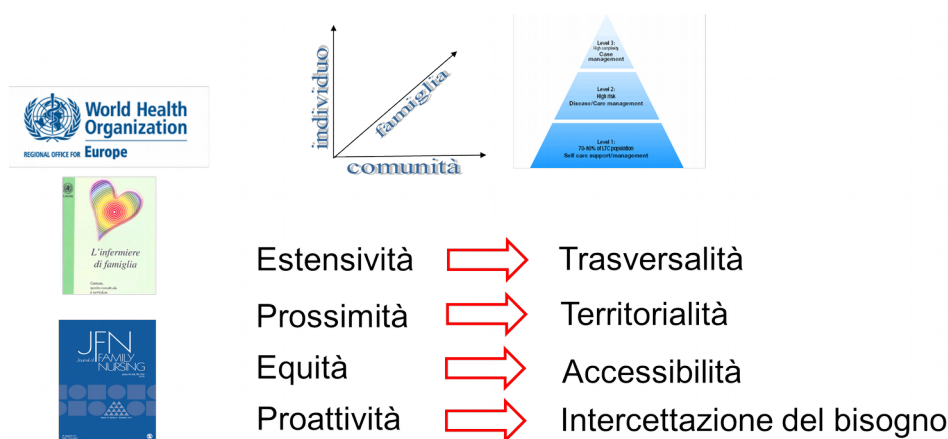 World Health
Organization
REGIONAL OFFICE FOR Europe
L'infermiere
di famiglia
JFN
Journal of
FAMILY
NURSING
individuo
famiglia
comunità
Level 3:
High complexity
Case
management
Level 2:
High risk
Disease/Care management
Level 1:
70-80% of LTC population
Self care support/management
Estensività
Trasversalità
Prossimità
Territorialità
Equità
Accessibilità
Proattività
Intercettazione del bisogno